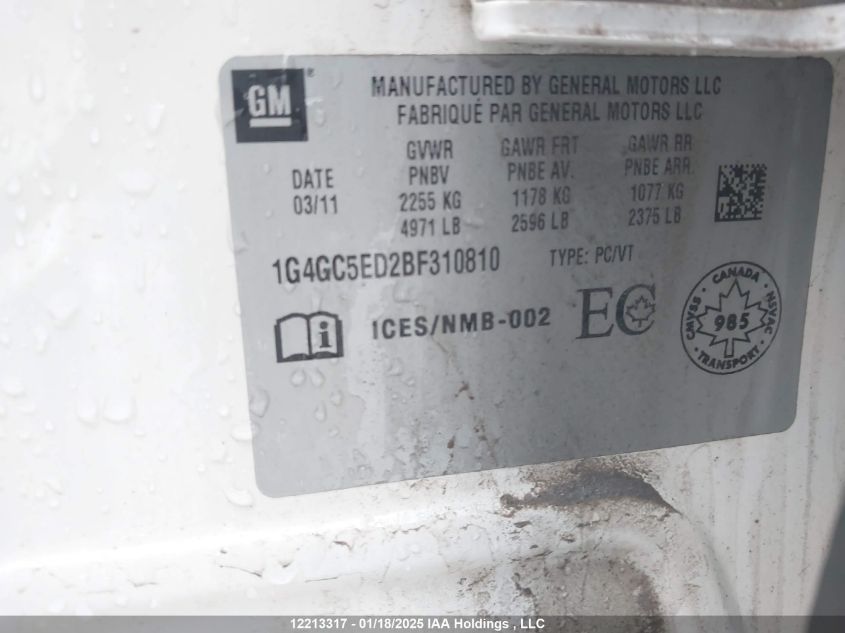 GM ®
MANUFACTURED BY GENERAL MOTORS LLC
FABRIQUÉ PAR GENERAL MOTORS LLC
DATE
03/11
GVWR
PNBV
2255 KG
4971 LB
GAWR FRT
PNBE AV.
1178 KG
2596 LB
GAWR RR
PNBE ARR.
1077 KG
2375 LB
1G4GC5ED2BF310810 TYPE: PC/VT
i ICES/NMB-002 EC
CANADA
CMVSS
985
NSVAC
TRANSPORT
12213317 - 01/18/2025 IAA Holdings , LLC